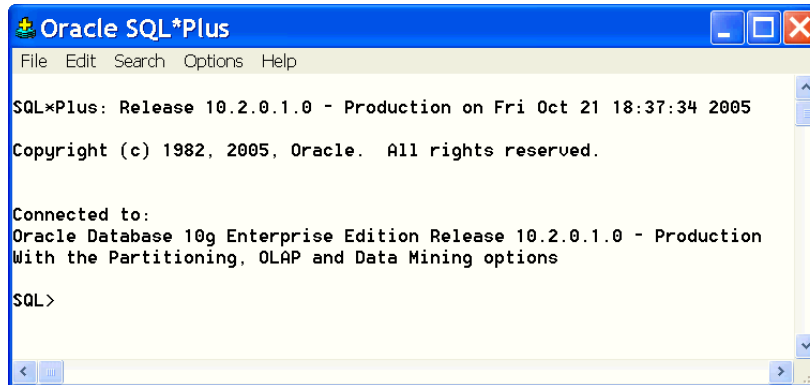 Oracle SQL*Plus
File Edit Search Options Help
SQL*Plus: Release 10.2.0.1.0 - Production on Fri Oct 21 18:37:34 2005
Copyright (c) 1982, 2005, Oracle.  All rights reserved.
Connected to:
Oracle Database 10g Enterprise Edition Release 10.2.0.1.0 - Production
With the Partitioning, OLAP and Data Mining options
SQL>